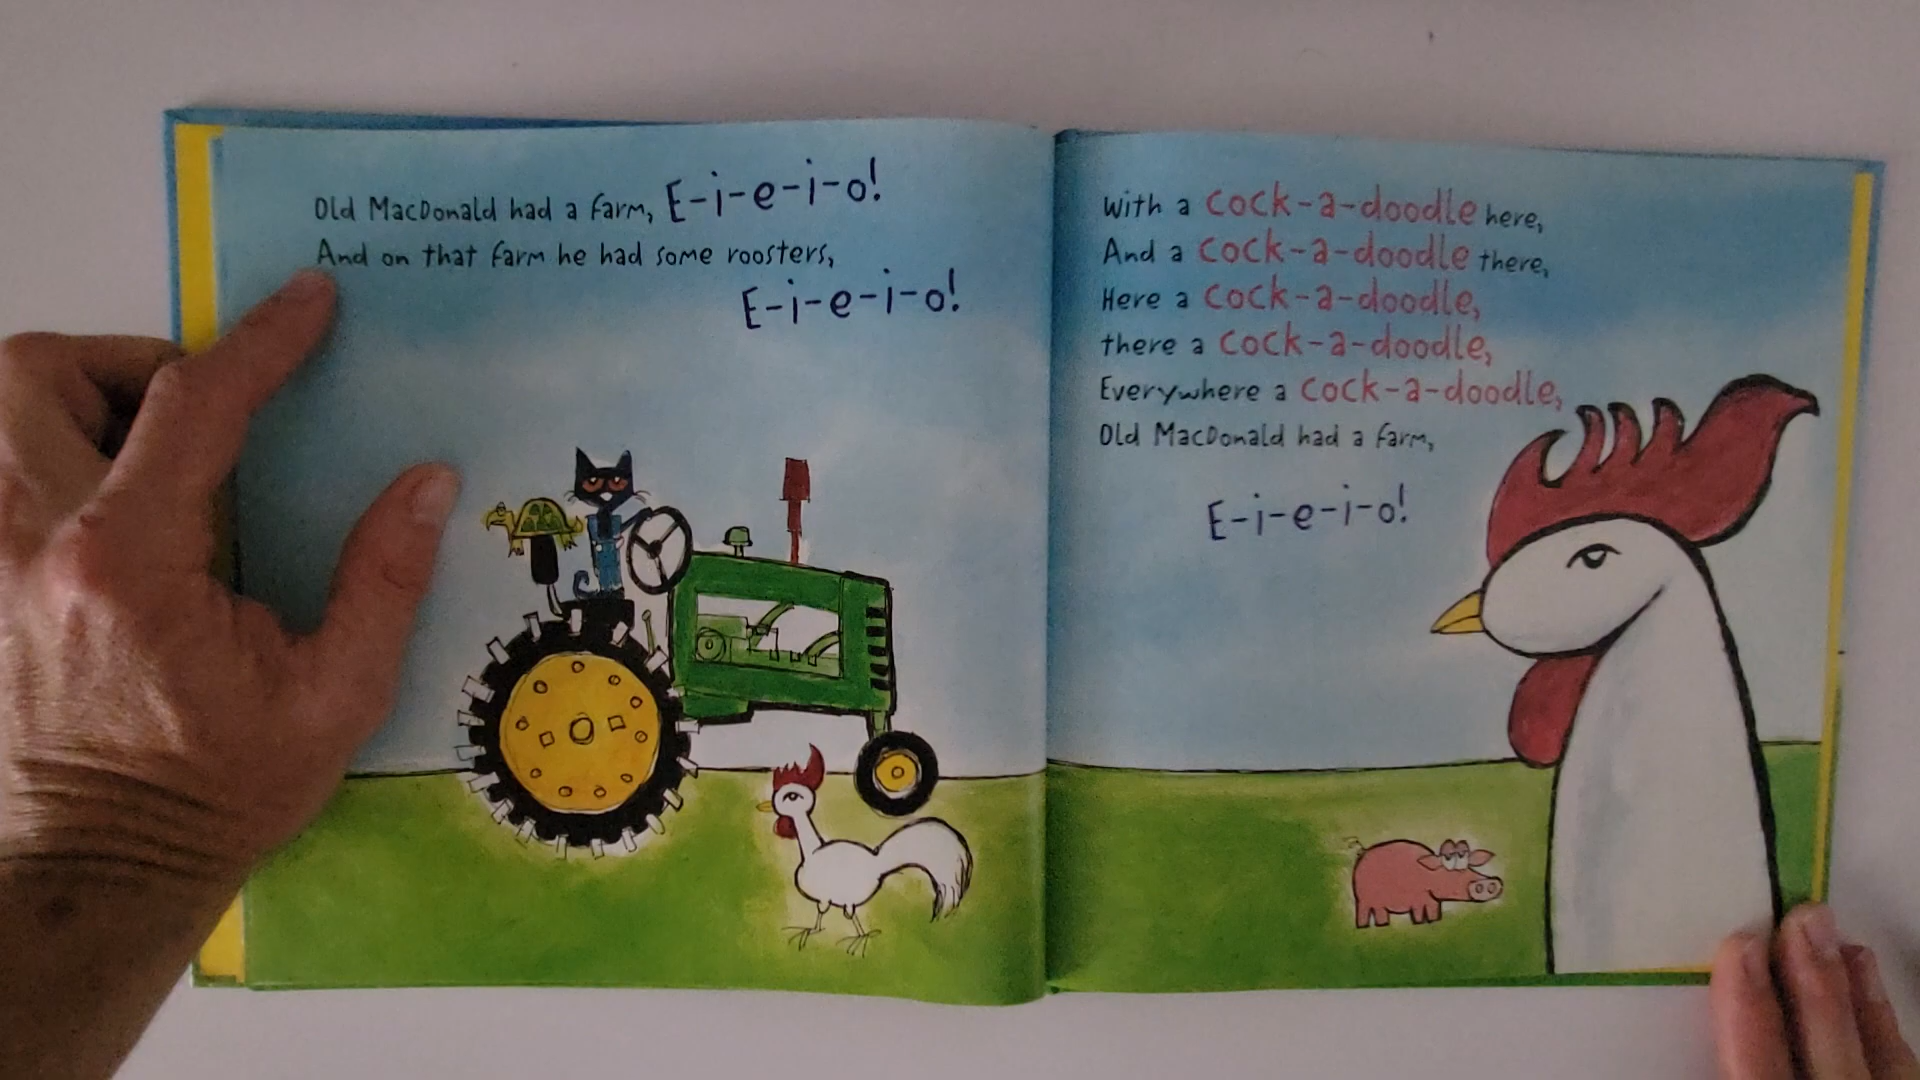 Old MacDonald had a farm, E-i-e-i-o!
And on that farm he had some roosters,
E-i-e-i-o!
With a cock-a-doodle here,
And a cock-a-doodle there,
Here a cock-a-doodle,
there a cock-a-doodle,
Everywhere a cock-a-doodle,
Old MacDonald had a farm,
E-i-e-i-o!